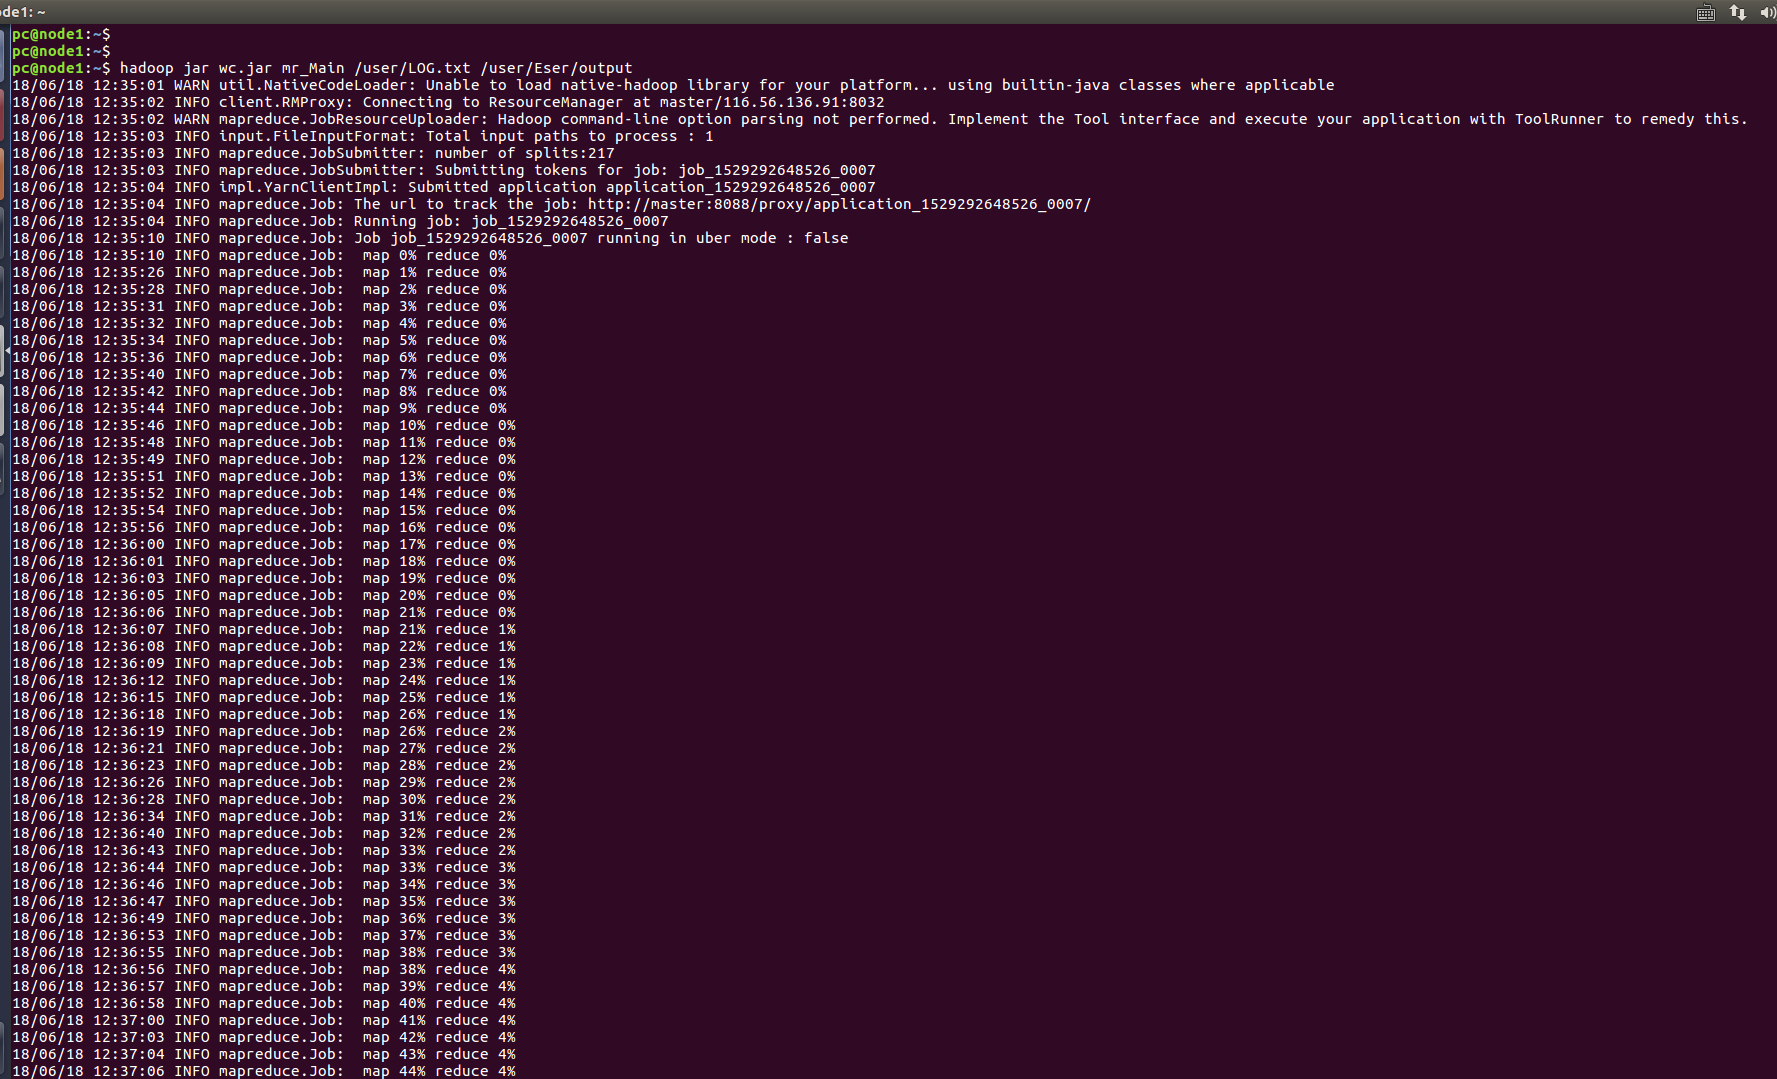 de1: ~
pc@node1:~$
pc@node1:~$
pc@node1:~$ hadoop jar wc.jar mr_Main /user/LOG.txt /user/Eser/output
18/06/18 12:35:01 WARN util.NativeCodeLoader: Unable to load native-hadoop library for your platform... using builtin-java classes where applicable
18/06/18 12:35:02 INFO client.RMProxy: Connecting to ResourceManager at master/116.56.136.91:8032
18/06/18 12:35:02 WARN mapreduce.JobResourceUploader: Hadoop command-line option parsing not performed. Implement the Tool interface and execute your application with ToolRunner to remedy this.
18/06/18 12:35:03 INFO input.FileInputFormat: Total input paths to process : 1
18/06/18 12:35:03 INFO mapreduce.JobSubmitter: number of splits:217
18/06/18 12:35:03 INFO mapreduce.JobSubmitter: Submitting tokens for job: job_1529292648526_0007
18/06/18 12:35:04 INFO impl.YarnClientImpl: Submitted application application_1529292648526_0007
18/06/18 12:35:04 INFO mapreduce.Job: The url to track the job: http://master:8088/proxy/application_1529292648526_0007/
18/06/18 12:35:04 INFO mapreduce.Job: Running job: job_1529292648526_0007
18/06/18 12:35:10 INFO mapreduce.Job: Job job_1529292648526_0007 running in uber mode : false
18/06/18 12:35:10 INFO mapreduce.Job:  map 0% reduce 0%
18/06/18 12:35:26 INFO mapreduce.Job:  map 1% reduce 0%
18/06/18 12:35:28 INFO mapreduce.Job:  map 2% reduce 0%
18/06/18 12:35:31 INFO mapreduce.Job:  map 3% reduce 0%
18/06/18 12:35:32 INFO mapreduce.Job:  map 4% reduce 0%
18/06/18 12:35:34 INFO mapreduce.Job:  map 5% reduce 0%
18/06/18 12:35:36 INFO mapreduce.Job:  map 6% reduce 0%
18/06/18 12:35:40 INFO mapreduce.Job:  map 7% reduce 0%
18/06/18 12:35:42 INFO mapreduce.Job:  map 8% reduce 0%
18/06/18 12:35:44 INFO mapreduce.Job:  map 9% reduce 0%
18/06/18 12:35:46 INFO mapreduce.Job:  map 10% reduce 0%
18/06/18 12:35:48 INFO mapreduce.Job:  map 11% reduce 0%
18/06/18 12:35:49 INFO mapreduce.Job:  map 12% reduce 0%
18/06/18 12:35:51 INFO mapreduce.Job:  map 13% reduce 0%
18/06/18 12:35:52 INFO mapreduce.Job:  map 14% reduce 0%
18/06/18 12:35:54 INFO mapreduce.Job:  map 15% reduce 0%
18/06/18 12:35:56 INFO mapreduce.Job:  map 16% reduce 0%
18/06/18 12:36:00 INFO mapreduce.Job:  map 17% reduce 0%
18/06/18 12:36:01 INFO mapreduce.Job:  map 18% reduce 0%
18/06/18 12:36:03 INFO mapreduce.Job:  map 19% reduce 0%
18/06/18 12:36:05 INFO mapreduce.Job:  map 20% reduce 0%
18/06/18 12:36:06 INFO mapreduce.Job:  map 21% reduce 0%
18/06/18 12:36:07 INFO mapreduce.Job:  map 21% reduce 1%
18/06/18 12:36:08 INFO mapreduce.Job:  map 22% reduce 1%
18/06/18 12:36:09 INFO mapreduce.Job:  map 23% reduce 1%
18/06/18 12:36:12 INFO mapreduce.Job:  map 24% reduce 1%
18/06/18 12:36:15 INFO mapreduce.Job:  map 25% reduce 1%
18/06/18 12:36:18 INFO mapreduce.Job:  map 26% reduce 1%
18/06/18 12:36:19 INFO mapreduce.Job:  map 26% reduce 2%
18/06/18 12:36:21 INFO mapreduce.Job:  map 27% reduce 2%
18/06/18 12:36:23 INFO mapreduce.Job:  map 28% reduce 2%
18/06/18 12:36:26 INFO mapreduce.Job:  map 29% reduce 2%
18/06/18 12:36:28 INFO mapreduce.Job:  map 30% reduce 2%
18/06/18 12:36:34 INFO mapreduce.Job:  map 31% reduce 2%
18/06/18 12:36:40 INFO mapreduce.Job:  map 32% reduce 2%
18/06/18 12:36:43 INFO mapreduce.Job:  map 33% reduce 2%
18/06/18 12:36:44 INFO mapreduce.Job:  map 33% reduce 3%
18/06/18 12:36:46 INFO mapreduce.Job:  map 34% reduce 3%
18/06/18 12:36:47 INFO mapreduce.Job:  map 35% reduce 3%
18/06/18 12:36:49 INFO mapreduce.Job:  map 36% reduce 3%
18/06/18 12:36:53 INFO mapreduce.Job:  map 37% reduce 3%
18/06/18 12:36:55 INFO mapreduce.Job:  map 38% reduce 3%
18/06/18 12:36:56 INFO mapreduce.Job:  map 38% reduce 4%
18/06/18 12:36:57 INFO mapreduce.Job:  map 39% reduce 4%
18/06/18 12:36:58 INFO mapreduce.Job:  map 40% reduce 4%
18/06/18 12:37:00 INFO mapreduce.Job:  map 41% reduce 4%
18/06/18 12:37:03 INFO mapreduce.Job:  map 42% reduce 4%
18/06/18 12:37:04 INFO mapreduce.Job:  map 43% reduce 4%
18/06/18 12:37:06 INFO mapreduce.Job:  map 44% reduce 4%